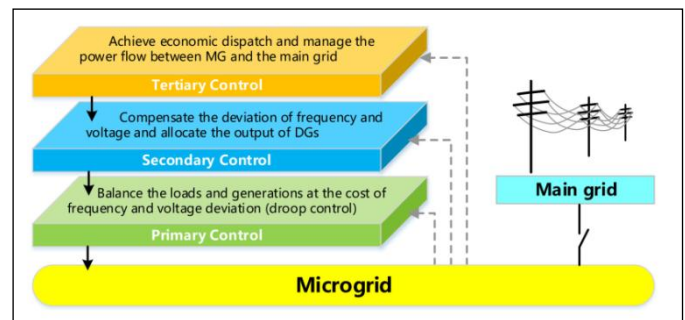 Achieve economic dispatch and manage the
power flow between MG and the main grid
Tertiary Control
Compensate the deviation of frequency and
voltage and allocate the output of DGs
Secondary Control
Balance the loads and generations at the cost of
frequency and voltage deviation (droop control)
Primary Control
Main grid
Microgrid